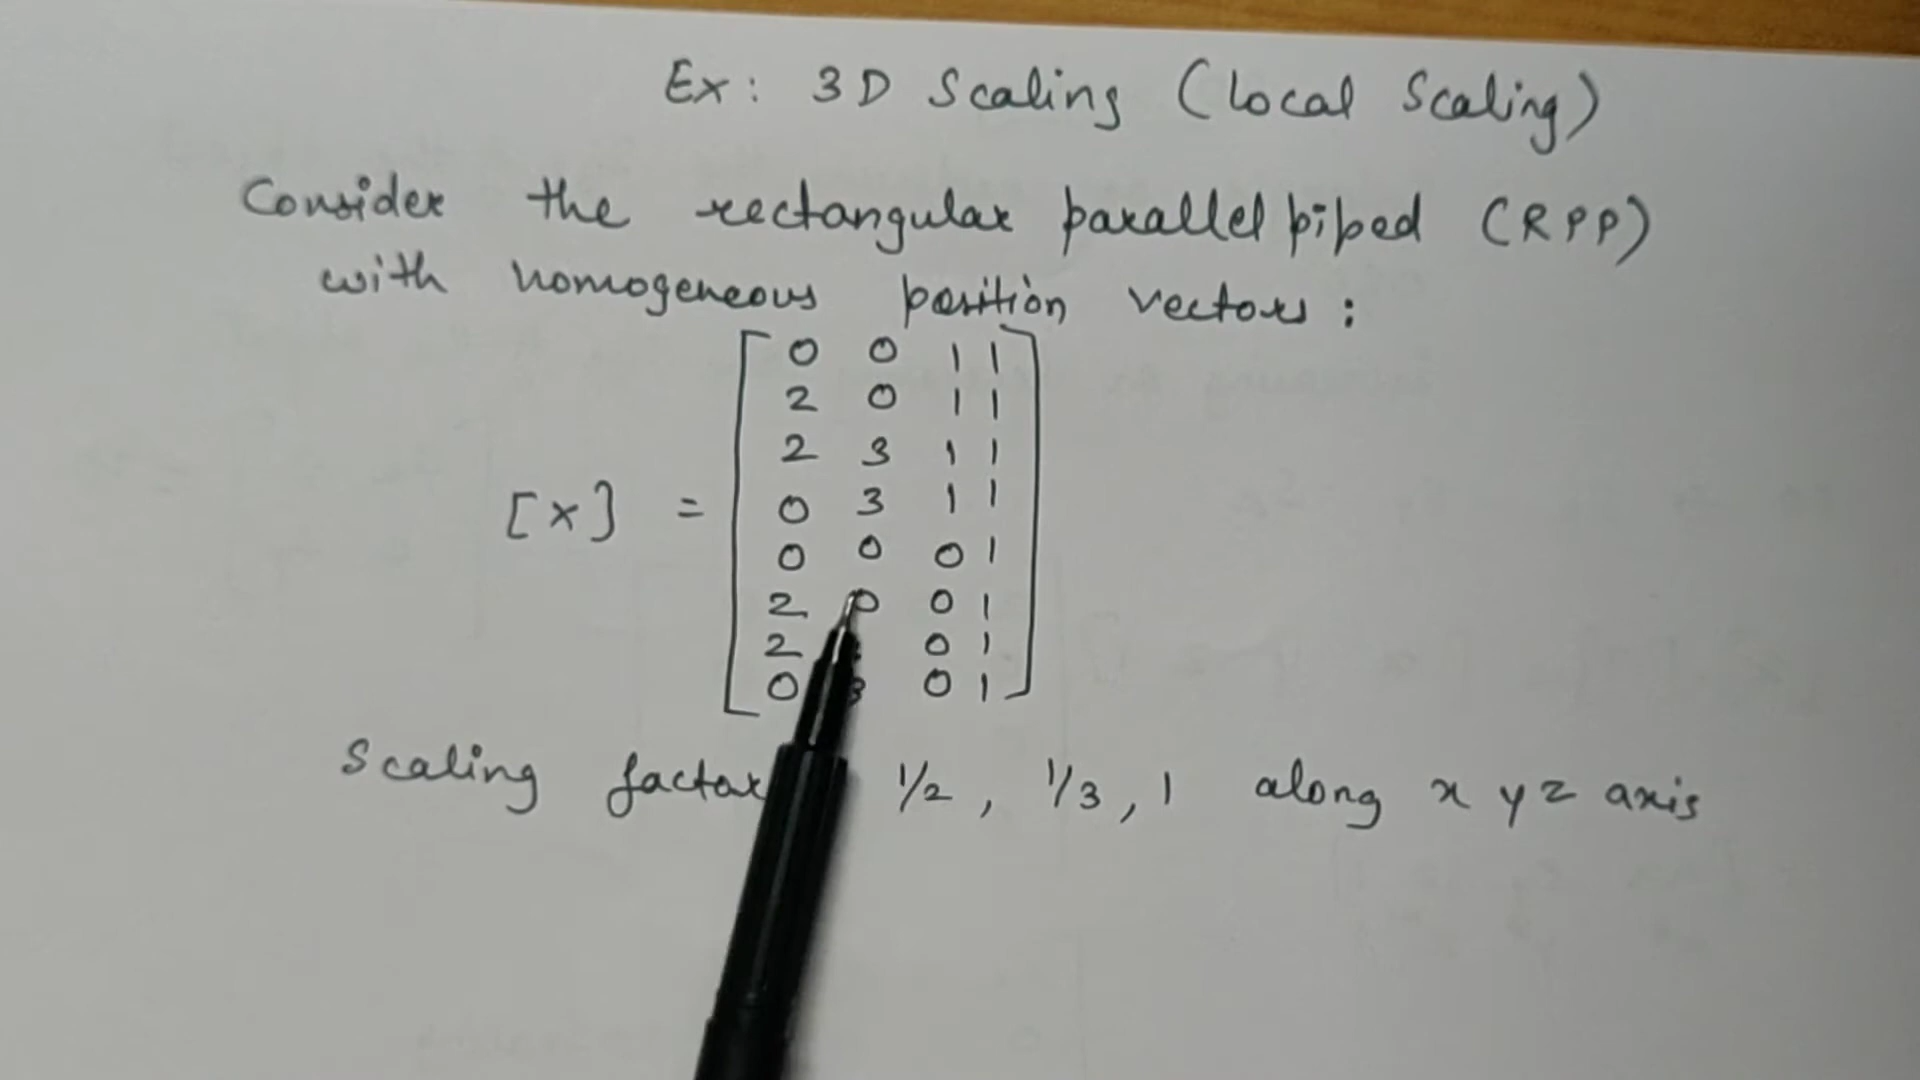 Ex: 3D Scaling (Local Scaling)
Consider the rectangular parallelpiped (RPP)
with homogeneous position vectors:
0 0 1 1
2 0 1 1
2 3 1 1
0 3 1 1
[x] =
0 0 0 1
2 0 0 1
2 0 1
0 3 0 1
Scaling factor 1/2, 1/3, 1 along x y z axis